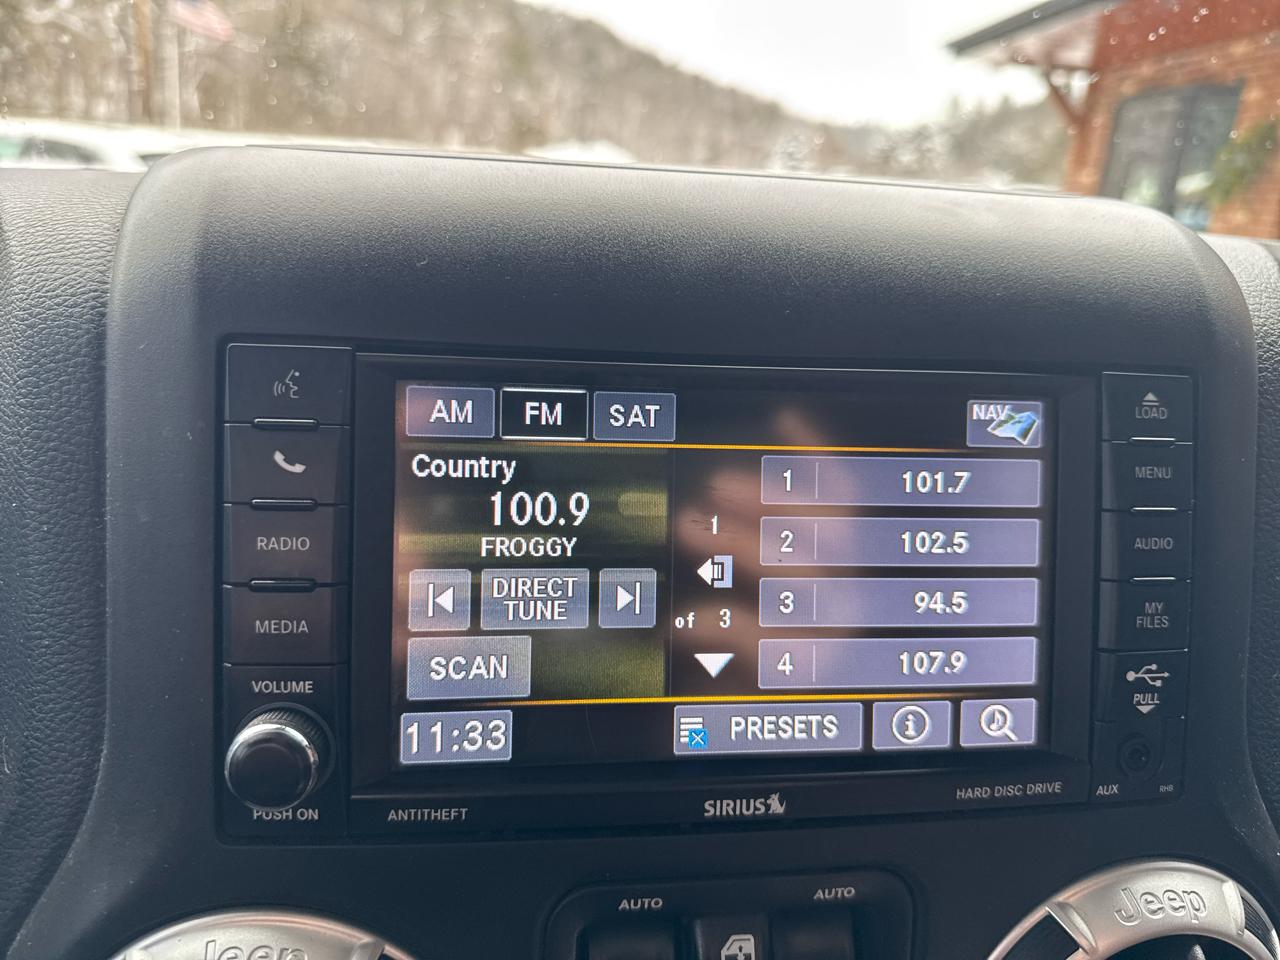 AM
FM
SAT
NAV
Country
100.9
FROGGY
DIRECT
TUNE
SCAN
11:33
1
of 3
1 101.7
2 102.5
3 94.5
4 107.9
PRESETS
RADIO
MEDIA
VOLUME
PUSH ON
LOAD
MENU
AUDIO
MY
FILES
PULL
AUX
RHB
ANTITHEFT
SIRIUS
HARD DISC DRIVE
AUTO
AUTO
Jeep
Jeep